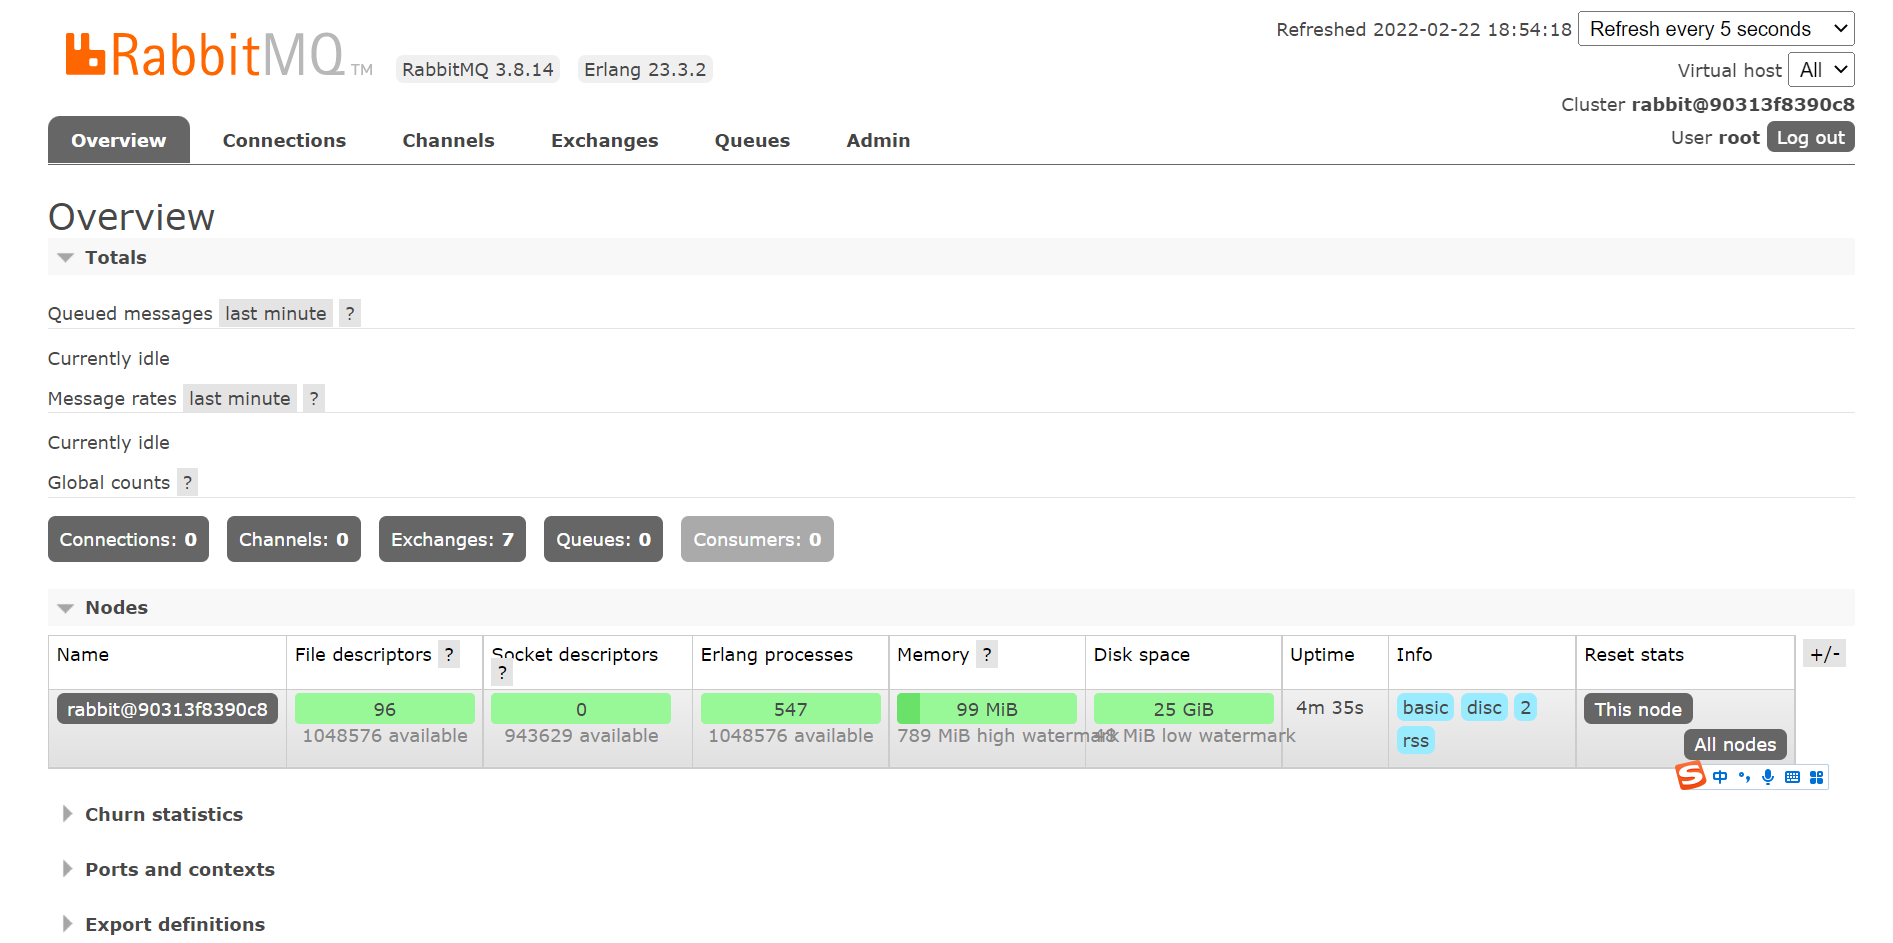 RabbitMQ TM
RabbitMQ 3.8.14 Erlang 23.3.2
Refreshed 2022-02-22 18:54:18 Refresh every 5 seconds
Virtual host All
Cluster rabbit@90313f8390c8
User root Log out
Overview Connections Channels Exchanges Queues Admin
Overview
Totals
Queued messages last minute ?
Currently idle
Message rates last minute ?
Currently idle
Global counts ?
Connections: 0 Channels: 0 Exchanges: 7 Queues: 0 Consumers: 0
Nodes
Name File descriptors ? Socket descriptors ? Erlang processes Memory ? Disk space Uptime Info Reset stats +/-
rabbit@90313f8390c8 96 0 547 99 MiB 25 GiB 4m 35s basic disc 2 This node
1048576 available 943629 available 1048576 available 789 MiB high watermark 48 MiB low watermark rss All nodes
S 中
Churn statistics
Ports and contexts
Export definitions